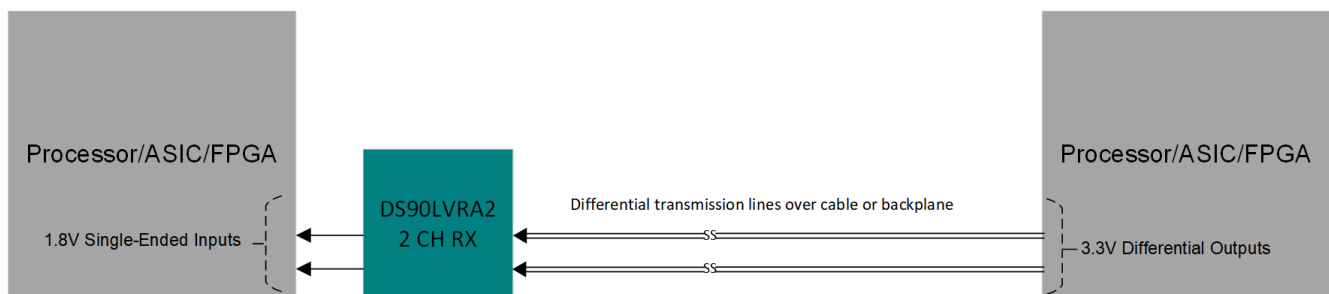 Processor/ASIC/FPGA
1.8V Single-Ended Inputs
DS90LVRA2
2 CH RX
Differential transmission lines over cable or backplane
SS
SS
Processor/ASIC/FPGA
3.3V Differential Outputs